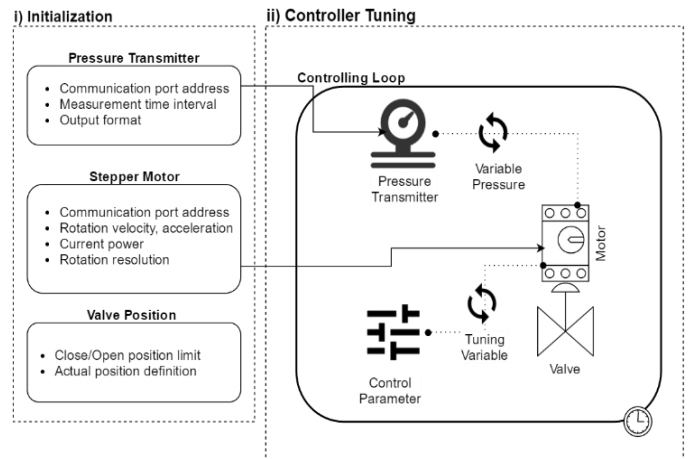 i) Initialization
Pressure Transmitter
• Communication port address
• Measurement time interval
• Output format
Stepper Motor
• Communication port address
• Rotation velocity, acceleration
• Current power
• Rotation resolution
Valve Position
• Close/Open position limit
• Actual position definition
ii) Controller Tuning
Controlling Loop
Pressure
Transmitter
Variable
Pressure
Motor
Tuning
Variable
Valve
Control
Parameter